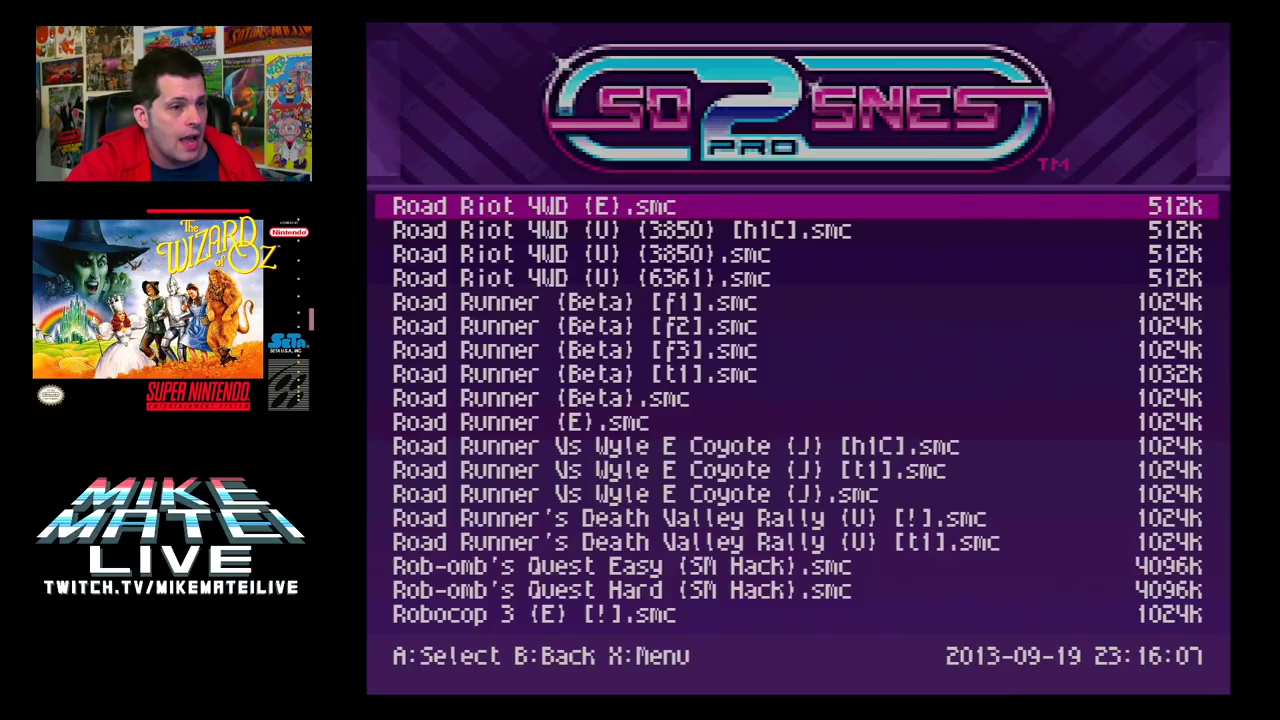 SD2SNES
PRO
TM
The
WIZARD
of OZ
Nintendo
SETA
SETA U.S.A., INC.
SUPER NINTENDO
ENTERTAINMENT SYSTEM
MIKE
MATEI
LIVE
TWITCH.TV/MIKEMATEILIVE
Road Riot 4WD (E).smc 512k
Road Riot 4WD (U) (3850) [h1C].smc 512k
Road Riot 4WD (U) (3850).smc 512k
Road Riot 4WD (U) (6361).smc 512k
Road Runner (Beta) [f1].smc 1024k
Road Runner (Beta) [f2].smc 1024k
Road Runner (Beta) [f3].smc 1024k
Road Runner (Beta) [t1].smc 1032k
Road Runner (Beta).smc 1024k
Road Runner (E).smc 1024k
Road Runner Vs Wyle E Coyote (J) [h1C].smc 1024k
Road Runner Vs Wyle E Coyote (J) [t1].smc 1024k
Road Runner Vs Wyle E Coyote (J).smc 1024k
Road Runner's Death Valley Rally (U) [!].smc 1024k
Road Runner's Death Valley Rally (U) [t1].smc 1024k
Rob-omb's Quest Easy (SM Hack).smc 4096k
Rob-omb's Quest Hard (SM Hack).smc 4096k
Robocop 3 (E) [!].smc 1024k
A:Select B:Back X:Menu 2013-09-19 23:16:07